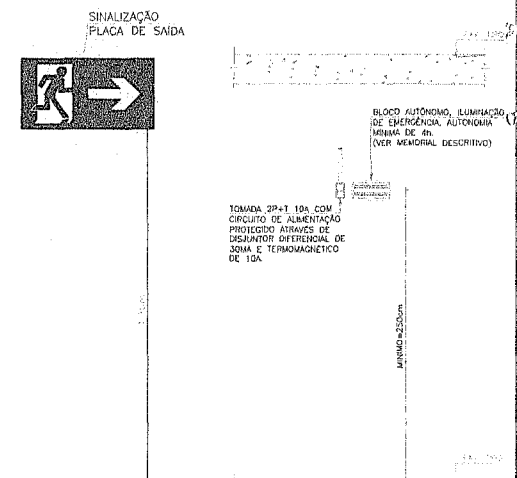 SINALIZAÇÃO
PLACA DE SAÍDA
BLOCO AUTÔNOMO, ILUMINAÇÃO
DE EMERGÊNCIA, AUTONOMIA
MÍNIMA DE 4h.
(VER MEMORIAL DESCRITIVO)
TOMADA 2P+T 10A COM
CIRCUITO DE ALIMENTAÇÃO
PROTEGIDO ATRAVÉS DE
DISJUNTOR DIFERENCIAL DE
30MA E TERMOMAGNÉTICO
DE 10A.
MÍNIMO=250cm